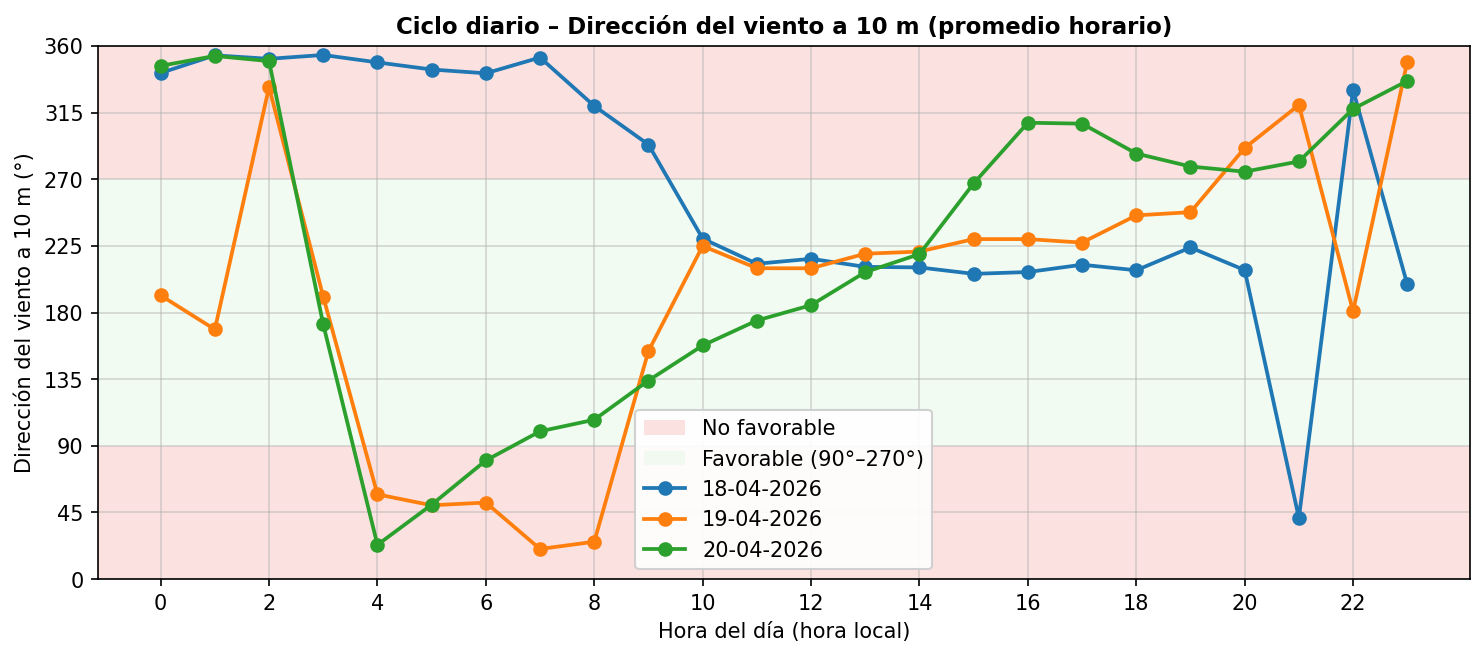 Ciclo diario – Dirección del viento a 10 m (promedio horario)
Dirección del viento a 10 m (°)
360
315
270
225
180
135
90
45
0
No favorable
Favorable (90°–270°)
18-04-2026
19-04-2026
20-04-2026
0 2 4 6 8 10 12 14 16 18 20 22
Hora del día (hora local)